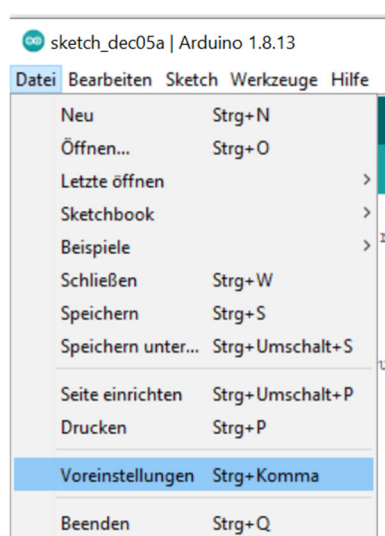 sketch_dec05a | Arduino 1.8.13
Datei Bearbeiten Sketch Werkzeuge Hilfe
Neu Strg+N
Öffnen... Strg+O
Letzte öffnen
Sketchbook
Beispiele
Schließen Strg+W
Speichern Strg+S
Speichern unter... Strg+Umschalt+S
Seite einrichten Strg+Umschalt+P
Drucken Strg+P
Voreinstellungen Strg+Komma
Beenden Strg+Q